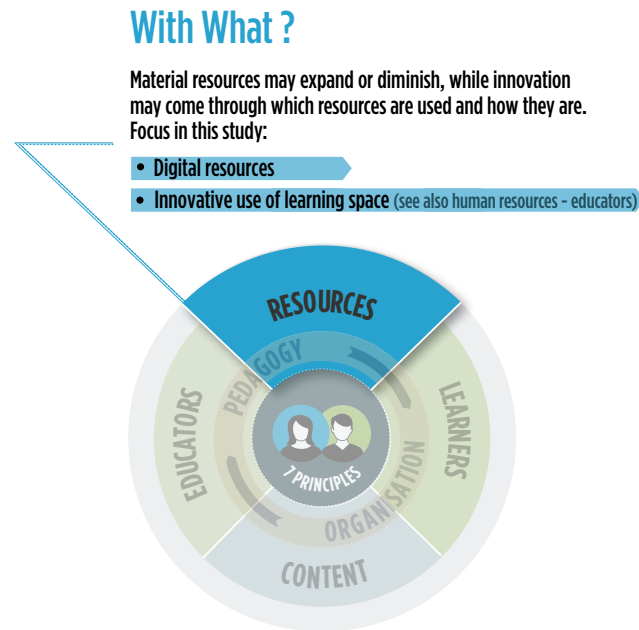 With What ?
Material resources may expand or diminish, while innovation
may come through which resources are used and how they are.
Focus in this study:
• Digital resources
• Innovative use of learning space (see also human resources - educators)
RESOURCES
PEDAGOGY
EDUCATORS
LEARNERS
7 PRINCIPLES
ORGANISATION
CONTENT